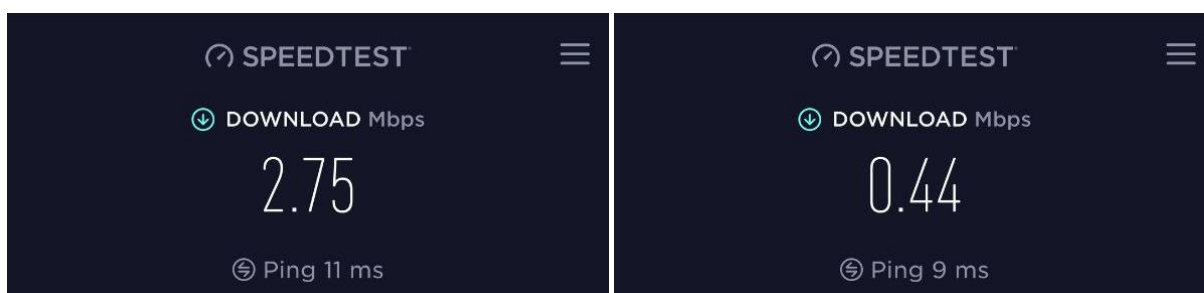 SPEEDTEST
DOWNLOAD Mbps
2.75
Ping 11 ms
SPEEDTEST
DOWNLOAD Mbps
0.44
Ping 9 ms